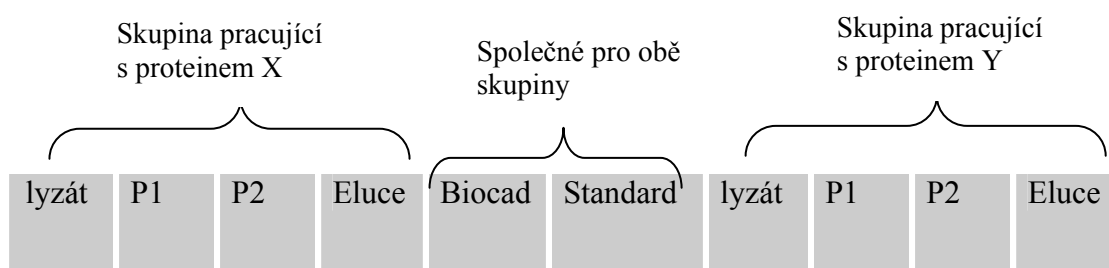 Skupina pracující
s proteinem X
Společné pro obě
skupiny
Skupina pracující
s proteinem Y
lyzát P1 P2 Eluce Biocad Standard lyzát P1 P2 Eluce